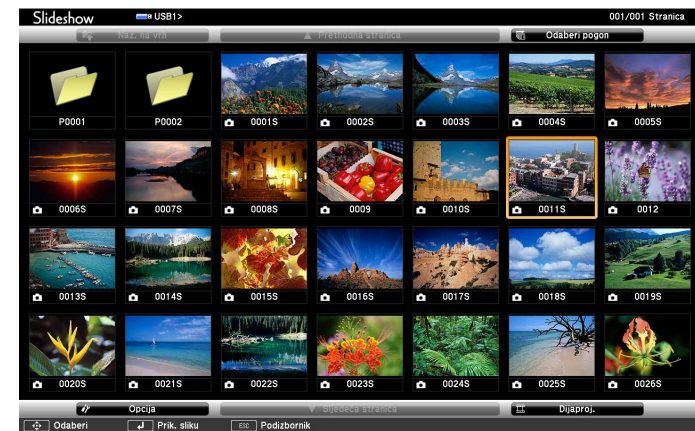 Slideshow USB1> 001/001 Stranica
Naz. na vrh Prethodna stranica Odaberi pogon
P0001 P0002 0001S 0002S 0003S 0004S 0005S
0006S 0007S 0008S 0009 0010S 0011S 0012
0013S 0014S 0015S 0016S 0017S 0018S 0019S
0020S 0021S 0022S 0023S 0024S 0025S 0026S
Opcija Sljedeća stranica Dijaproj.
Odaberi Prik. sliku ESC Podizbornik